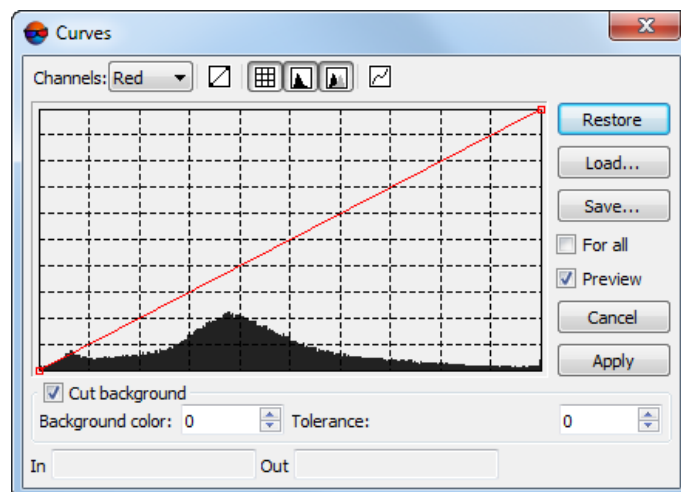 Curves
Channels: Red
Restore
Load...
Save...
For all
Preview
Cancel
Apply
Cut background
Background color: 0 Tolerance: 0
In Out